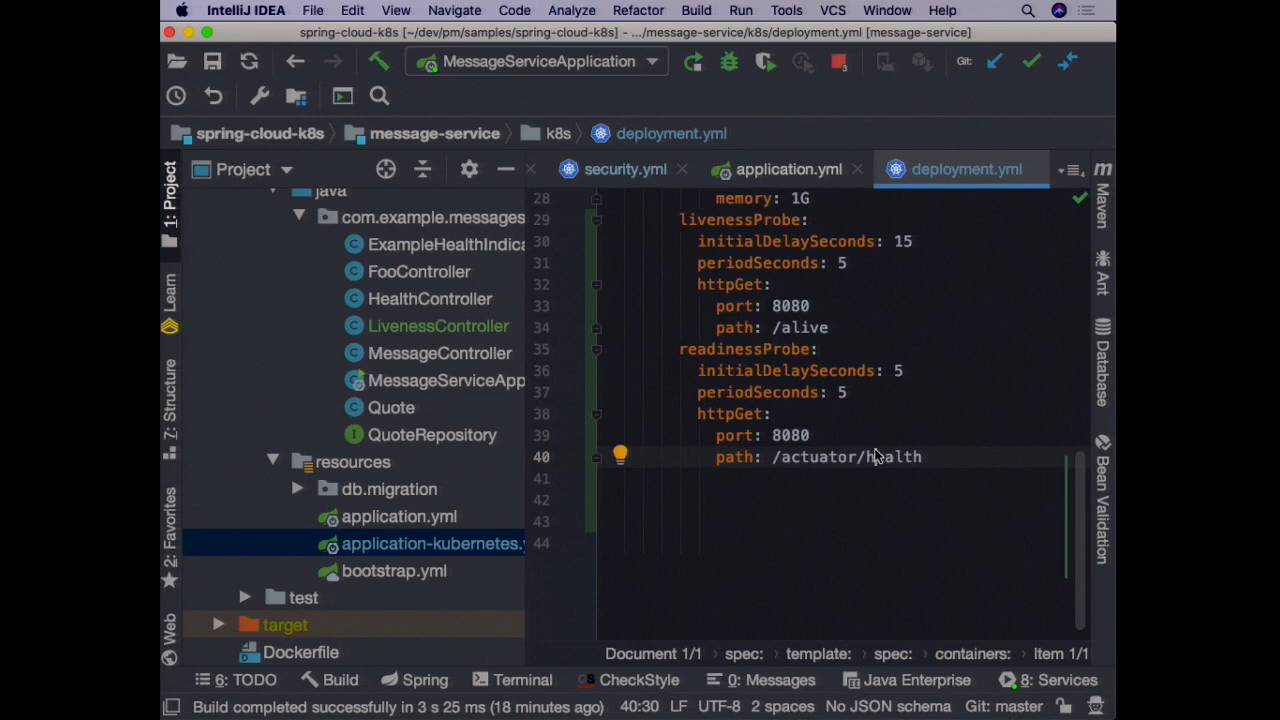 IntelliJ IDEA File Edit View Navigate Code Analyze Refactor Build Run Tools VCS Window Help
spring-cloud-k8s [~/dev/pm/samples/spring-cloud-k8s] - .../message-service/k8s/deployment.yml [message-service]
MessageServiceApplication Git:
spring-cloud-k8s message-service k8s deployment.yml
Project security.yml application.yml deployment.yml
1: Project
Learn
7: Structure
2: Favorites
Web
java
com.example.messages
ExampleHealthIndica
FooController
HealthController
LivenessController
MessageController
MessageServiceApp
Quote
QuoteRepository
resources
db.migration
application.yml
application-kubernetes.y
bootstrap.yml
test
target
Dockerfile
28 memory: 1G
29 livenessProbe:
30 initialDelaySeconds: 15
31 periodSeconds: 5
32 httpGet:
33 port: 8080
34 path: /alive
35 readinessProbe:
36 initialDelaySeconds: 5
37 periodSeconds: 5
38 httpGet:
39 port: 8080
40 path: /actuator/health
41
42
43
44
m Maven
Ant
Database
Bean Validation
Document 1/1 spec: template: spec: containers: Item 1/1
6: TODO Build Spring Terminal CS CheckStyle 0: Messages Java Enterprise 8: Services
Build completed successfully in 3 s 25 ms (18 minutes ago) 40:30 LF UTF-8 2 spaces No JSON schema Git: master